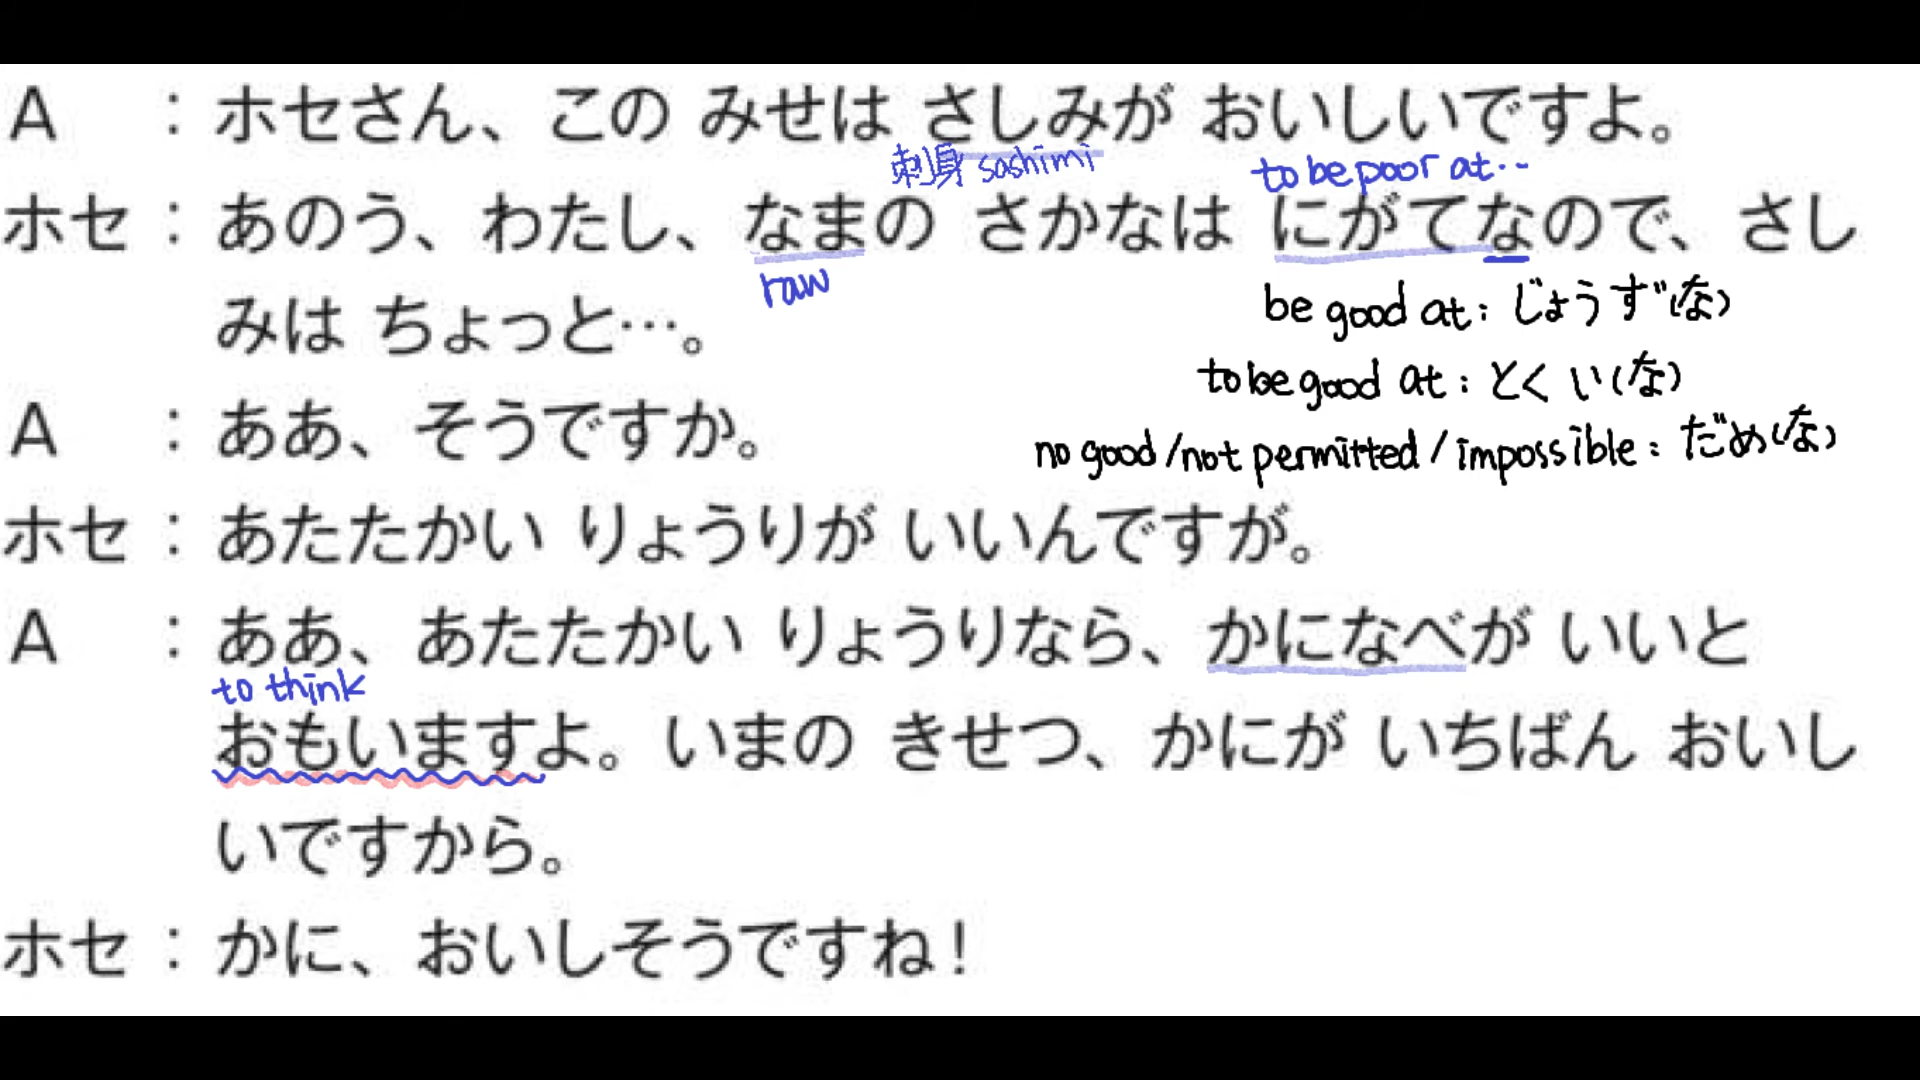 A : ホセさん、この みせは さしみが おいしいですよ。
刺身 sashimi
to be poor at..
ホセ : あのう、わたし、なまの さかなは にがてなので、さし
raw
be good at : じょうず(な)
みは ちょっと…。
to be good at : とくい(な)
A : ああ、そうですか。
no good / not permitted / impossible : だめ(な)
ホセ : あたたかい りょうりが いいんですが。
A : ああ、あたたかい りょうりなら、かになべが いいと
to think
おもいますよ。いまの きせつ、かにが いちばん おいし
いですから。
ホセ : かに、おいしそうですね!